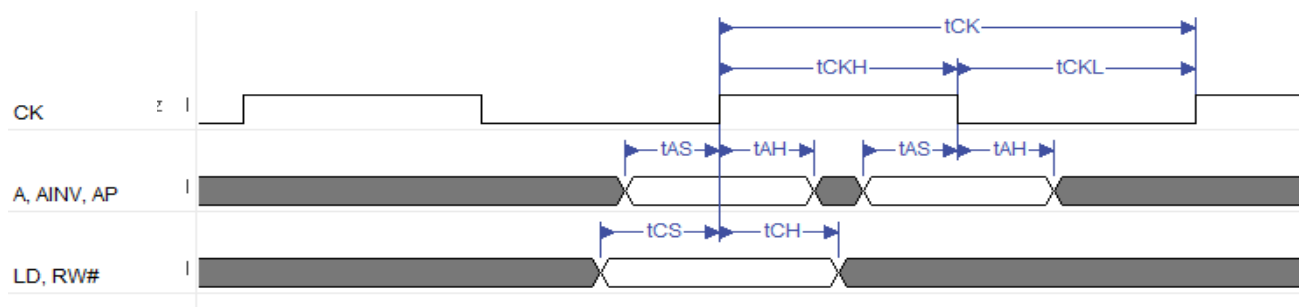 tCK
tCKH tCKL
CK
tAS tAH tAS tAH
A, AINV, AP
tCS tCH
LD, RW#